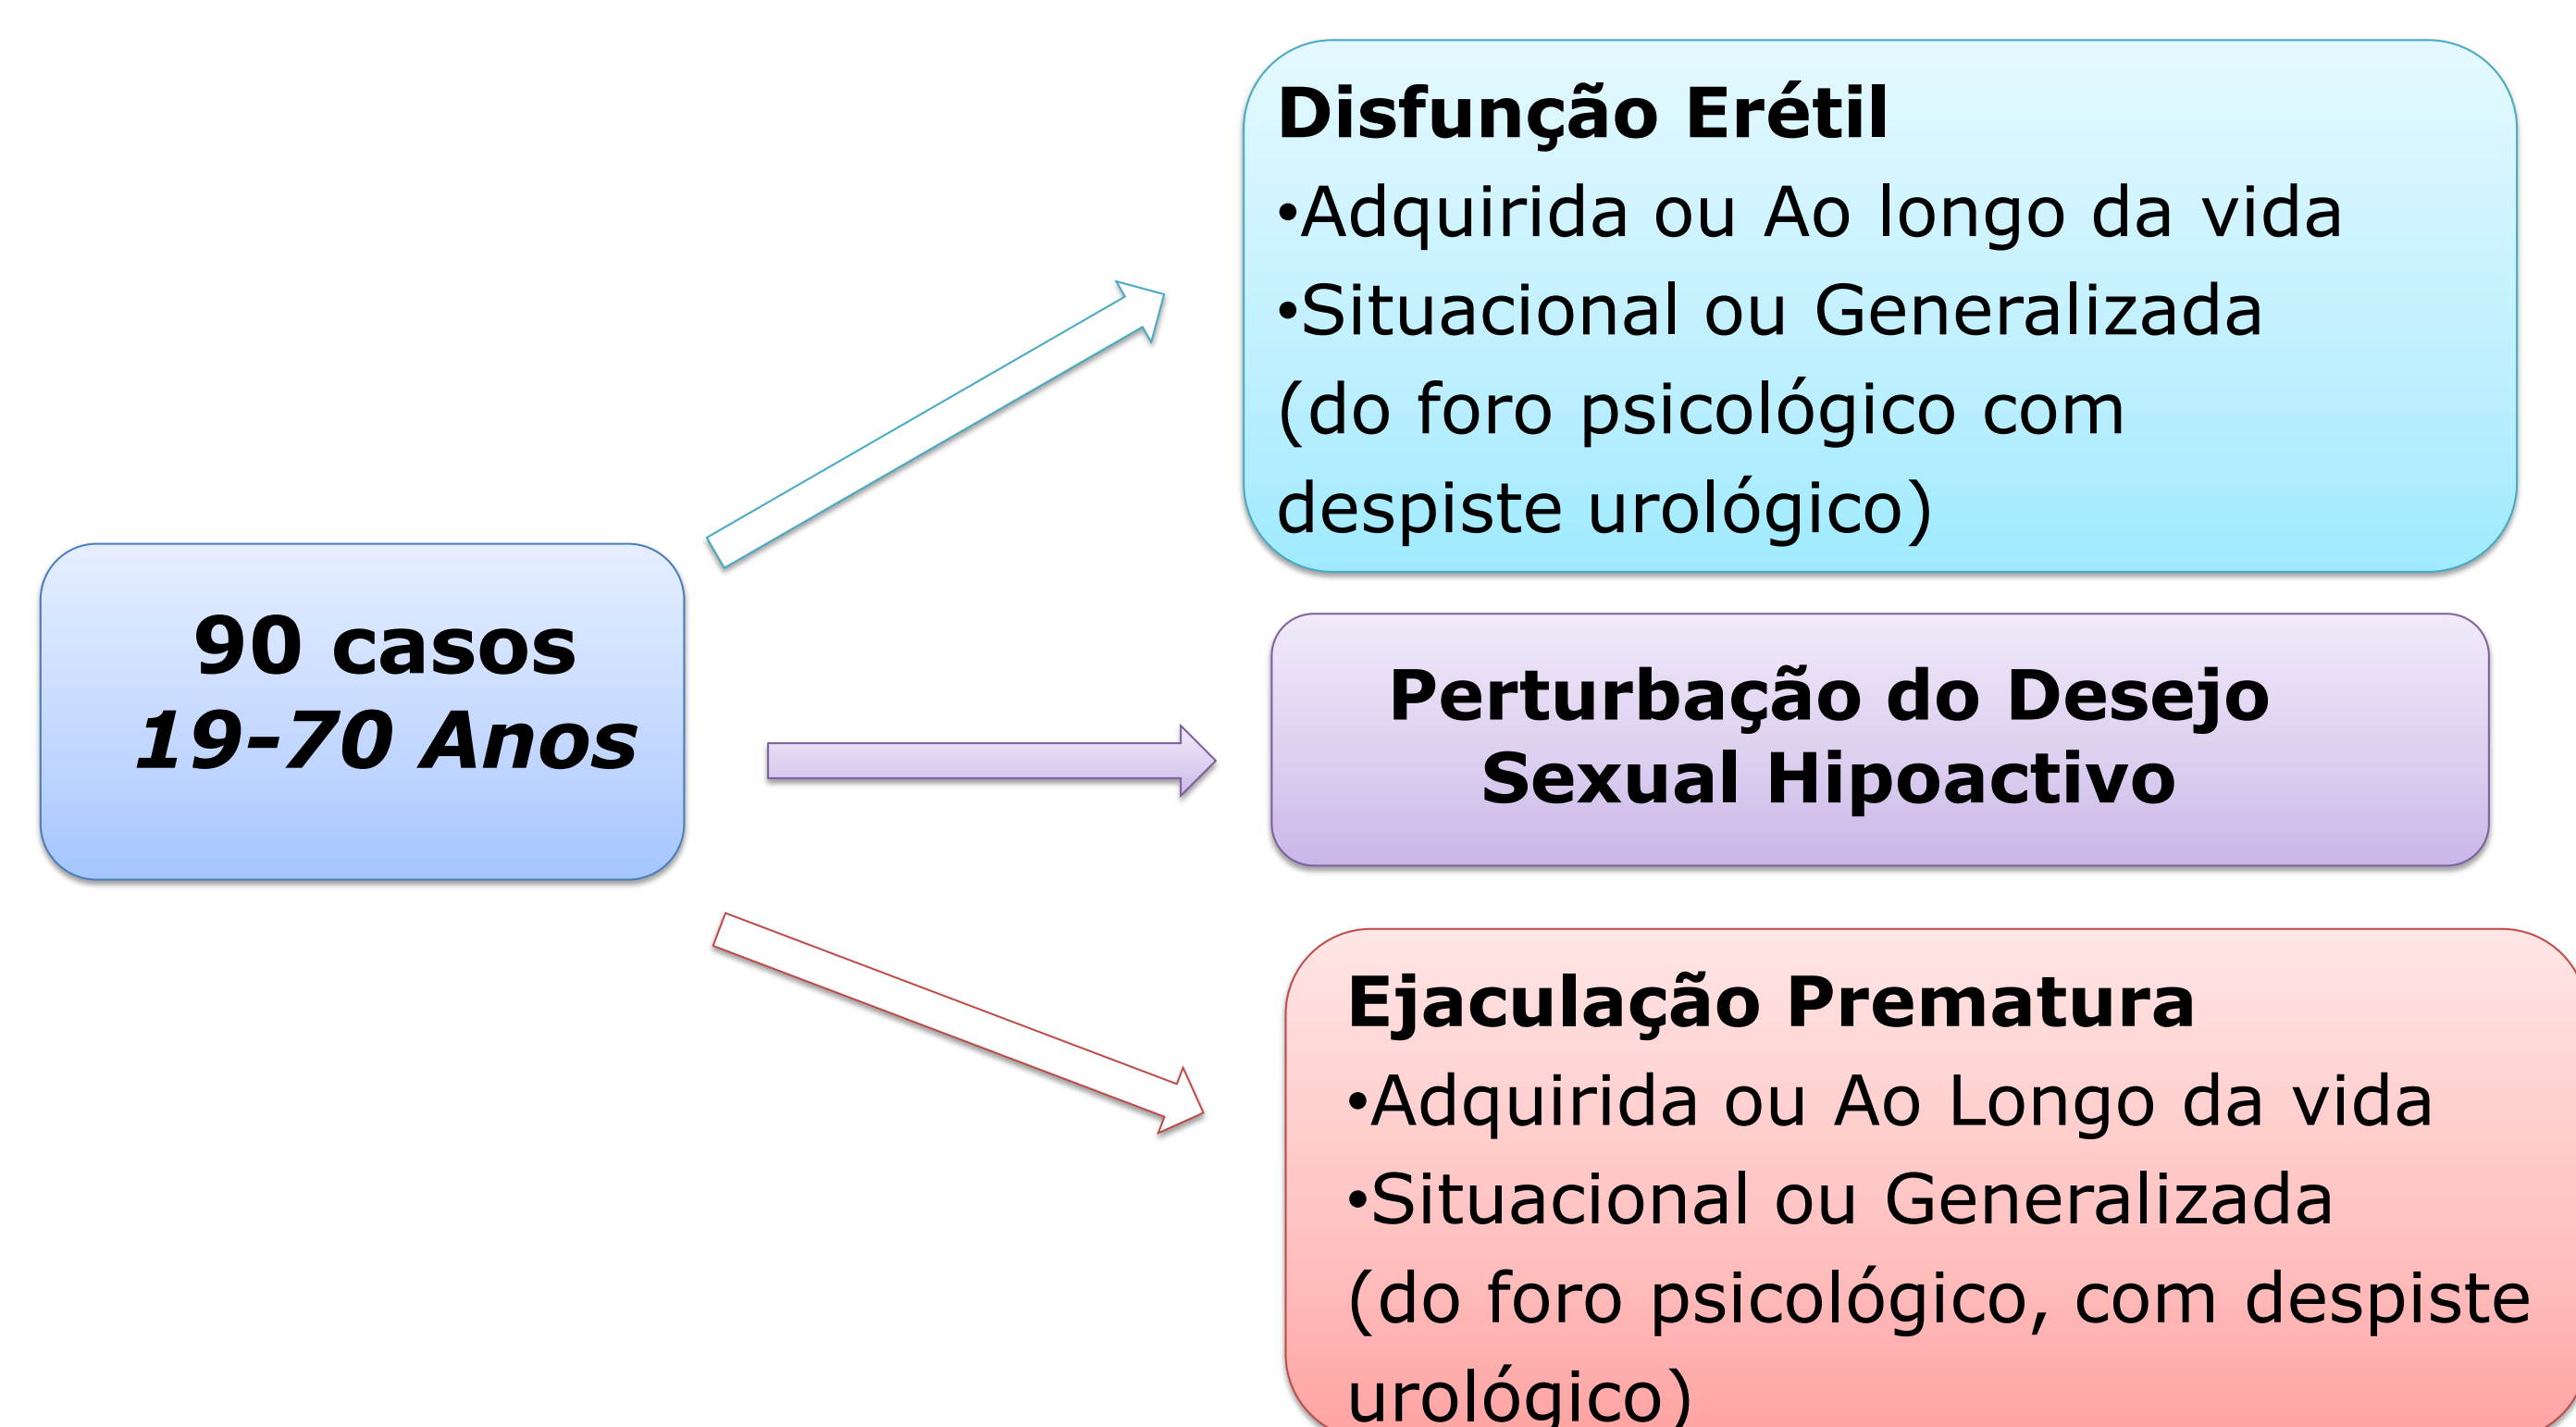 90 casos
19-70 Anos
Disfunção Erétil
•Adquirida ou Ao longo da vida
•Situacional ou Generalizada
(do foro psicológico com
despiste urológico)
Perturbação do Desejo
Sexual Hipoactivo
Ejaculação Prematura
•Adquirida ou Ao Longo da vida
•Situacional ou Generalizada
(do foro psicológico, com despiste
urológico)